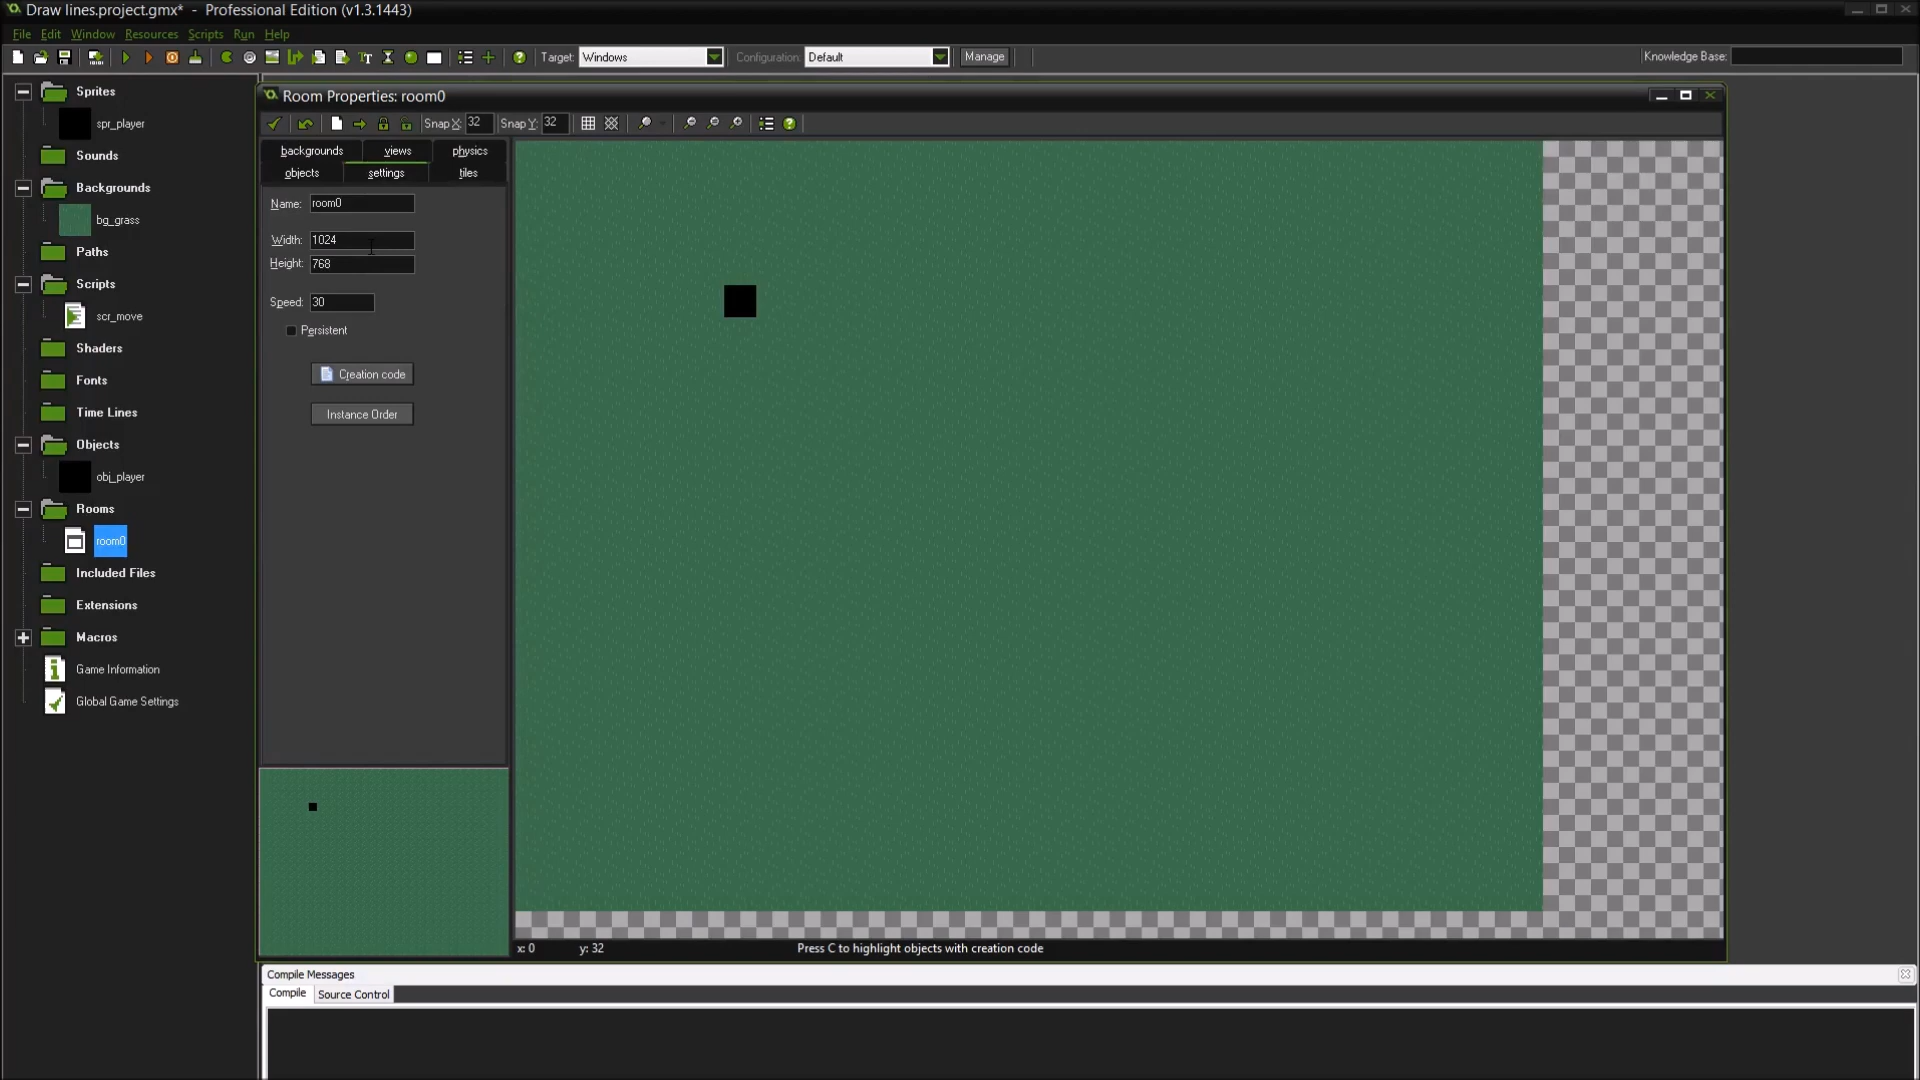 Draw lines.project.gmx* - Professional Edition (v1.3.1443)
File Edit Window Resources Scripts Run Help
Target: Windows Configuration: Default Manage Knowledge Base:
Sprites
spr_player
Sounds
Backgrounds
bg_grass
Paths
Scripts
scr_move
Shaders
Fonts
Time Lines
Objects
obj_player
Rooms
room0
Included Files
Extensions
Macros
Game Information
Global Game Settings
Room Properties: room0
Snap X: 32 Snap Y: 32
backgrounds views physics
objects settings tiles
Name: room0
Width: 1024
Height: 768
Speed: 30
Persistent
Creation code
Instance Order
x: 0 y: 32 Press C to highlight objects with creation code
Compile Messages
Compile Source Control